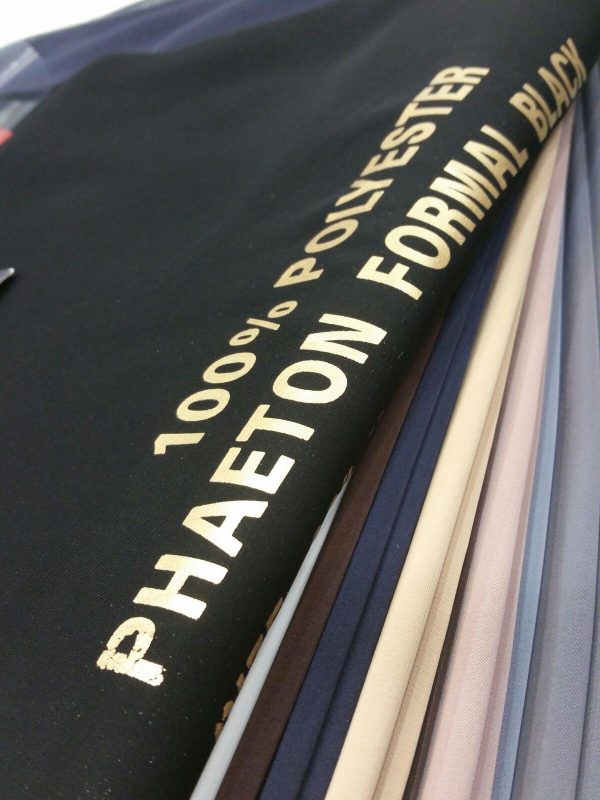 100% POLYESTER
PHAETON FORMAL BLACK